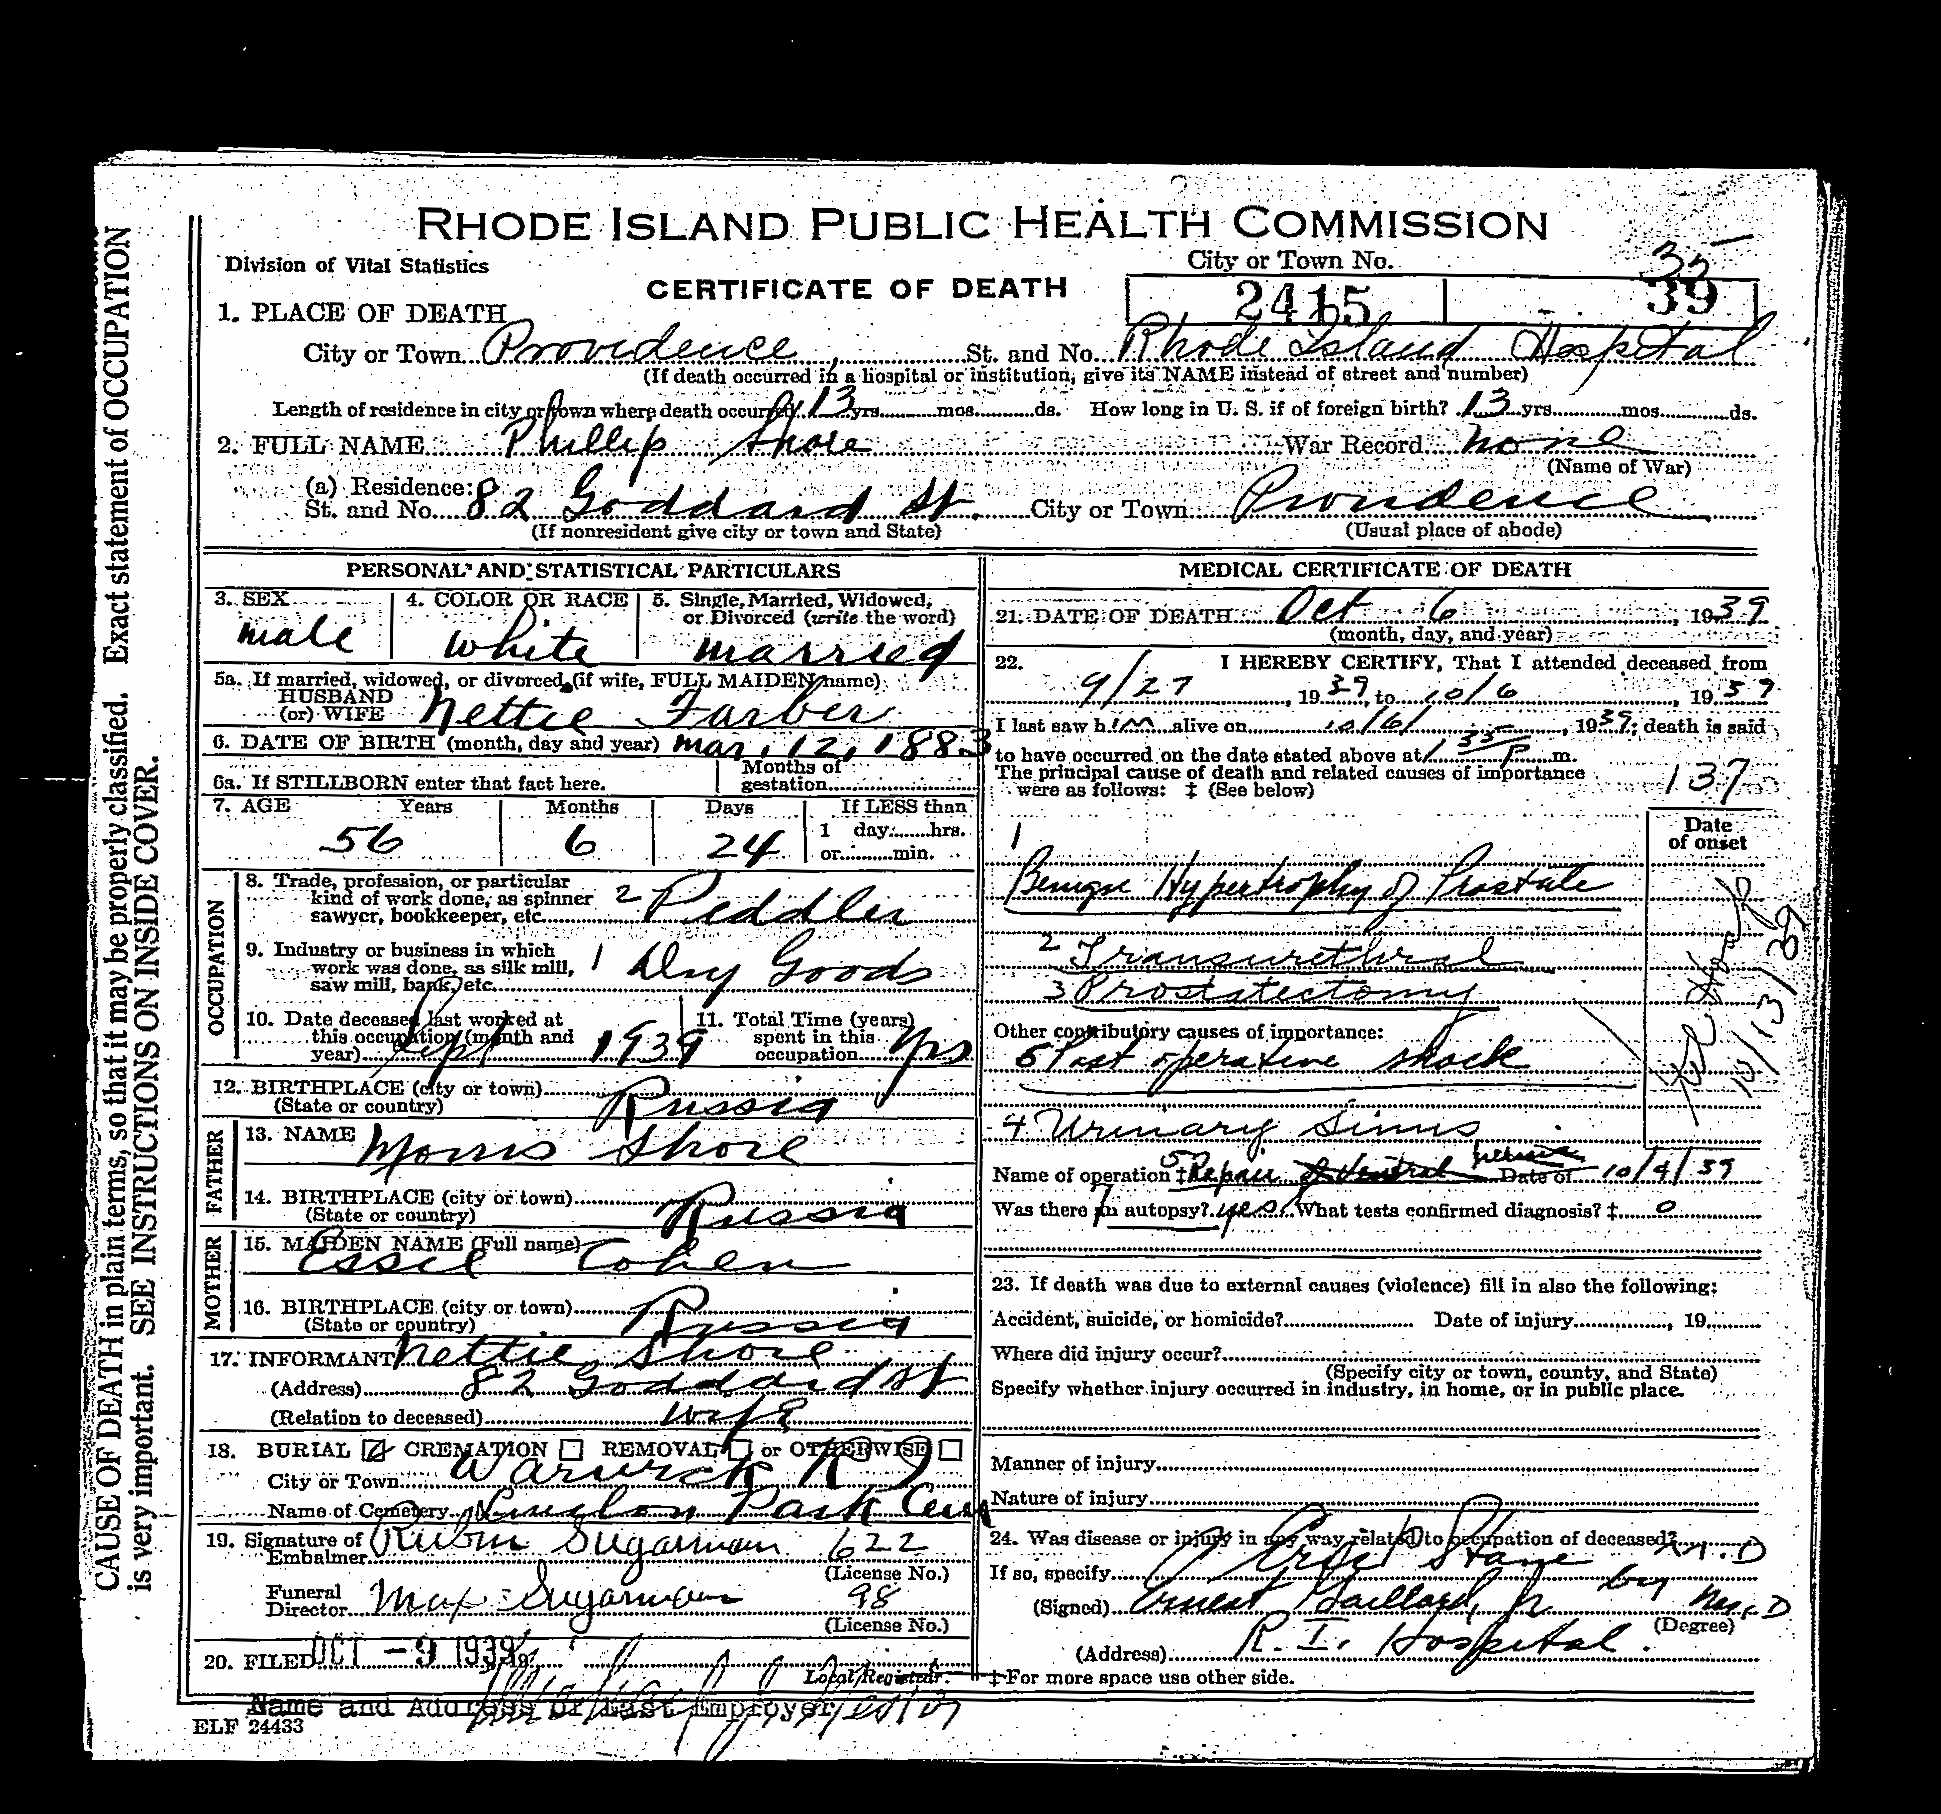 RHODE ISLAND PUBLIC HEALTH COMMISSION
Division of Vital Statistics
City or Town No.
35
CERTIFICATE OF DEATH
2415 39
1. PLACE OF DEATH
City or Town Providence St. and No. Rhode Island Hospital
(If death occurred in a hospital or institution, give its NAME instead of street and number)
Length of residence in city or town where death occurred 13 yrs. mos. ds. How long in U. S. if of foreign birth? 13 yrs. mos. ds.
2. FULL NAME Phillip Shore War Record none
(Name of War)
(a) Residence:
St. and No. 82 Goddard St. City or Town Providence
(If nonresident give city or town and State) (Usual place of abode)
PERSONAL AND STATISTICAL PARTICULARS
3. SEX male
4. COLOR OR RACE white
5. Single, Married, Widowed, or Divorced (write the word) married
5a. If married, widowed, or divorced (if wife, FULL MAIDEN name)
HUSBAND
(or) WIFE Nettie Farber
6. DATE OF BIRTH (month, day and year) Mar. 12, 1883
6a. If STILLBORN enter that fact here. Months of gestation
7. AGE Years Months Days If LESS than
56 6 24 1 day, hrs.
or min.
OCCUPATION
8. Trade, profession, or particular
kind of work done, as spinner
sawyer, bookkeeper, etc. 2 Peddler
9. Industry or business in which
work was done, as silk mill,
saw mill, bank, etc. 1 Dry Goods
10. Date deceased last worked at
this occupation (month and
year) Sept 1939
11. Total Time (years)
spent in this
occupation yrs
12. BIRTHPLACE (city or town)
(State or country) Russia
FATHER
13. NAME Morris Shore
14. BIRTHPLACE (city or town)
(State or country) Russia
MOTHER
15. MAIDEN NAME (Full name) Essie Cohen
16. BIRTHPLACE (city or town)
(State or country) Russia
17. INFORMANT Nettie Shore
(Address) 82 Goddard St
(Relation to deceased) wife
18. BURIAL CREMATION REMOVAL or OTHERWISE
City or Town Warwick R I
Name of Cemetery Lincoln Park Cem
19. Signature of
Embalmer Rubin Sugarman 622
(License No.)
Funeral
Director Max Sugarman 98
(License No.)
20. FILED OCT -9 1939 19
Local Registrar.
MEDICAL CERTIFICATE OF DEATH
21. DATE OF DEATH Oct 6, 1939
(month, day, and year)
22. I HEREBY CERTIFY, That I attended deceased from
9/27, 1939, to 10/6, 1939
I last saw him alive on 10/6/, 1939; death is said
to have occurred on the date stated above at 1 35 P m.
The principal cause of death and related causes of importance
were as follows: ‡ (See below)
137
Date
of onset
1
Benign Hypertrophy of Prostate
2 Transurethral
3 Prostatectomy
10/13/39
Other contributory causes of importance:
6 Post operative shock
4 Urinary Sinus
Name of operation ‡ 5 Repair of Ventral hernia Date of 10/4/39
Was there an autopsy? yes What tests confirmed diagnosis? ‡ 0
23. If death was due to external causes (violence) fill in also the following:
Accident, suicide, or homicide? Date of injury, 19
Where did injury occur?
(Specify city or town, county, and State)
Specify whether injury occurred in industry, in home, or in public place.
Manner of injury
Nature of injury
24. Was disease or injury in any way related to occupation of deceased?
If so, specify Eric Stone M.D
by
(Signed) Ernest Gaillard, Jr M.D
(Degree)
(Address) R. I. Hospital.
‡ For more space use other side.
Name and Address of Last Employer
ELF 24433
CAUSE OF DEATH in plain terms, so that it may be properly classified. Exact statement of OCCUPATION
is very important. SEE INSTRUCTIONS ON INSIDE COVER.